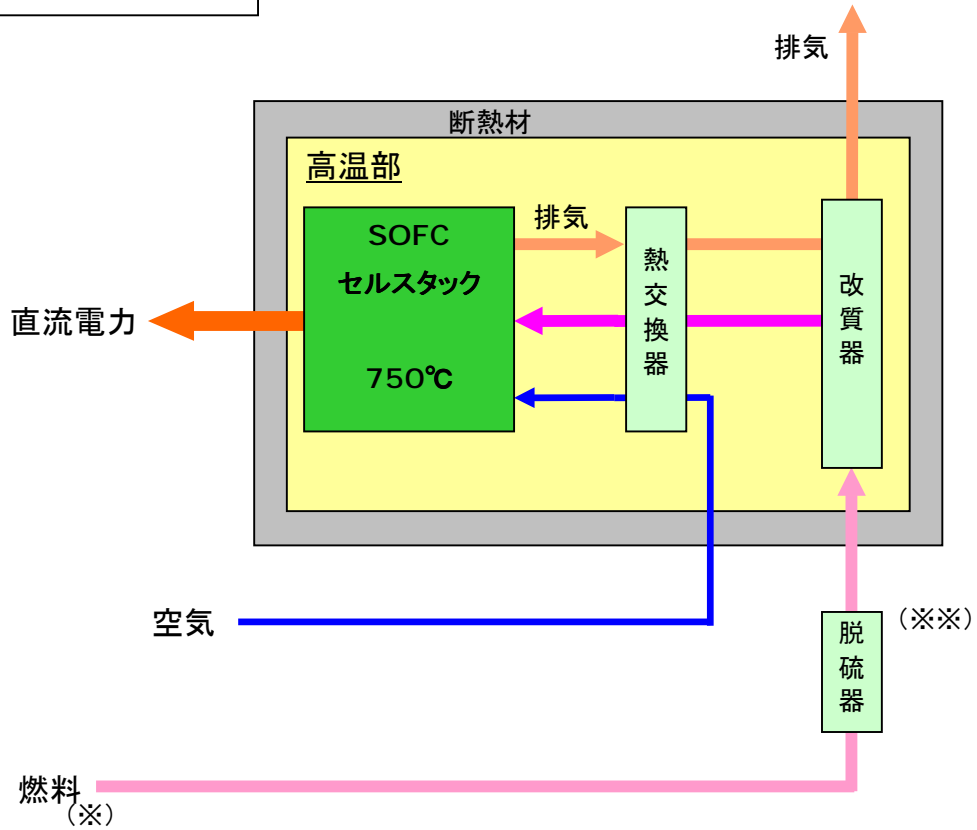 排気
断熱材
高温部
SOFC
セルスタック
750℃
排気
熱交換器
改質器
直流電力
空気
脱硫器
（※※）
燃料
（※）